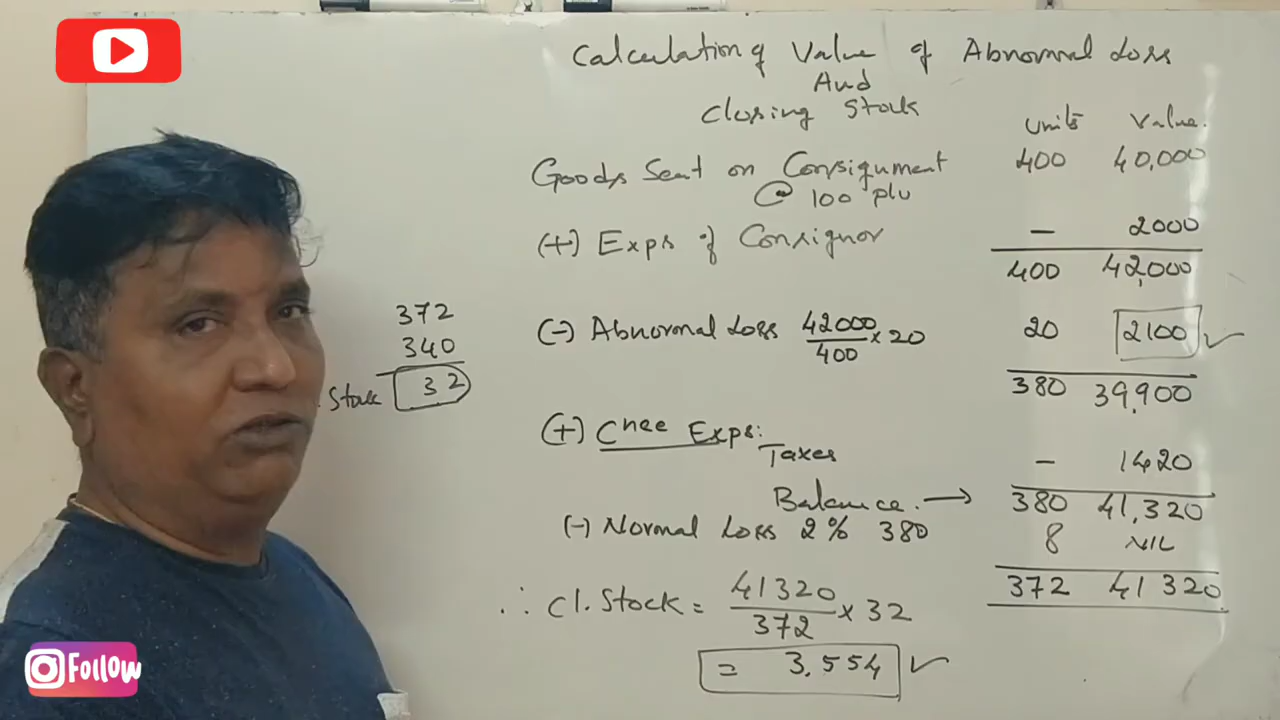 Calculation of Value of Abnormal Loss
And
Closing Stock
Units Value.
Goods Sent on Consignment 400 40,000
@ 100 plu
(+) Exps of Consignor — 2000
400 42,000
(-) Abnormal Loss 42000/400 × 20 20 2100 ✓
380 39,900
(+) Cnee Exps:
Taxes — 1420
Balance. → 380 41,320
(-) Normal Loss 2% 380 8 NIL
372 41320
∴ Cl. Stock = 41320/372 × 32
= 3,554 ✓
372
340
Stock 32
Follow